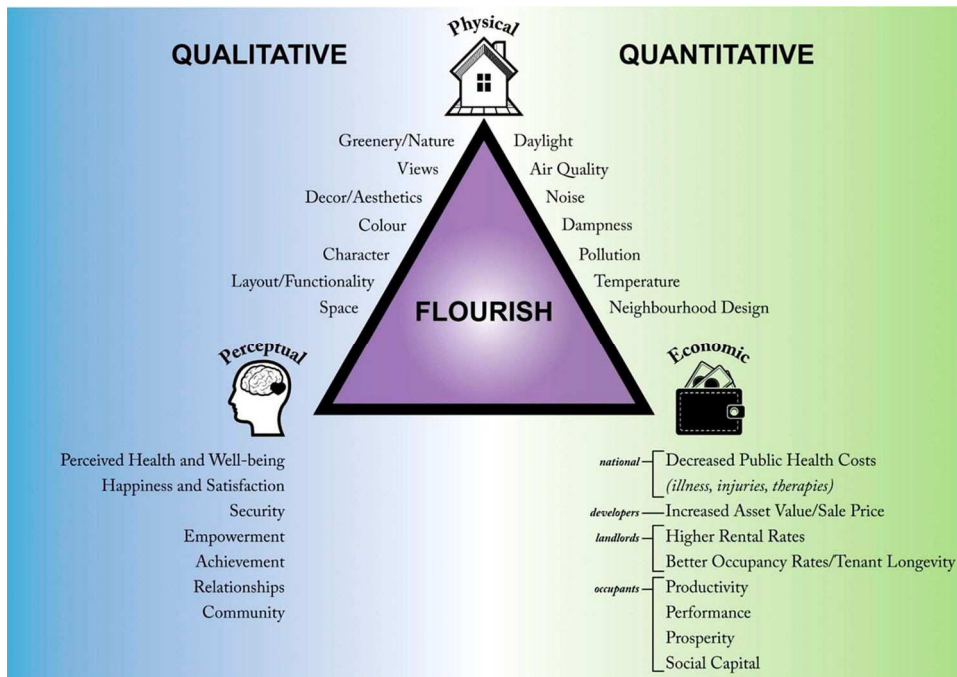 Physical
QUALITATIVE
QUANTITATIVE
Greenery/Nature
Views
Decor/Aesthetics
Colour
Character
Layout/Functionality
Space
Daylight
Air Quality
Noise
Dampness
Pollution
Temperature
Neighbourhood Design
FLOURISH
Perceptual
Perceived Health and Well-being
Happiness and Satisfaction
Security
Empowerment
Achievement
Relationships
Community
Economic
national Decreased Public Health Costs
(illness, injuries, therapies)
developers Increased Asset Value/Sale Price
landlords Higher Rental Rates
Better Occupancy Rates/Tenant Longevity
occupants Productivity
Performance
Prosperity
Social Capital